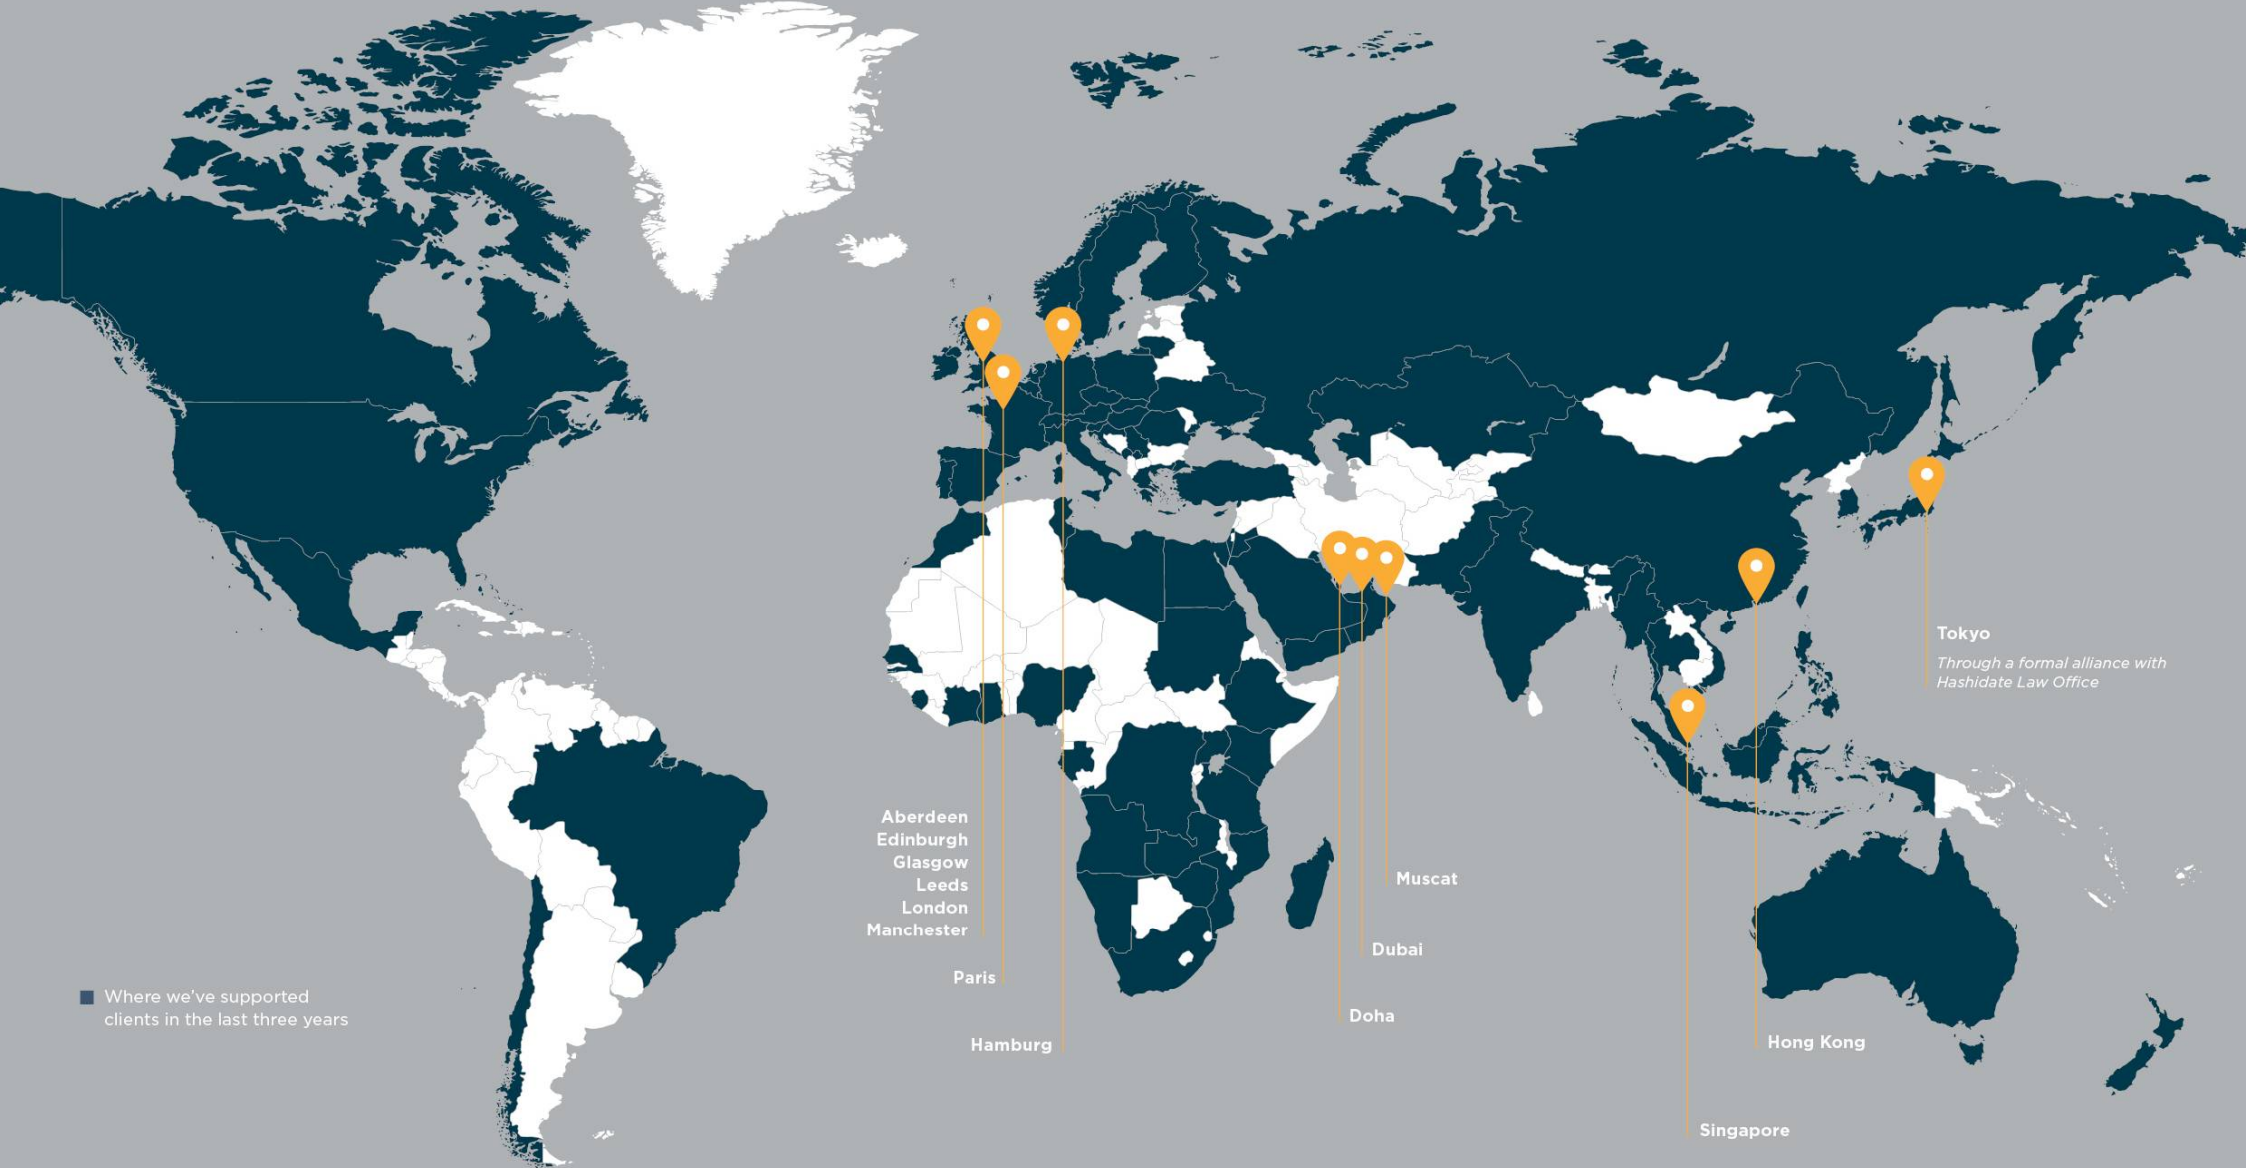 Tokyo
Through a formal alliance with
Hashidate Law Office
Aberdeen
Edinburgh
Glasgow
Leeds
London
Manchester
Muscat
Dubai
Paris
Where we've supported
clients in the last three years
Doha
Hamburg
Hong Kong
Singapore